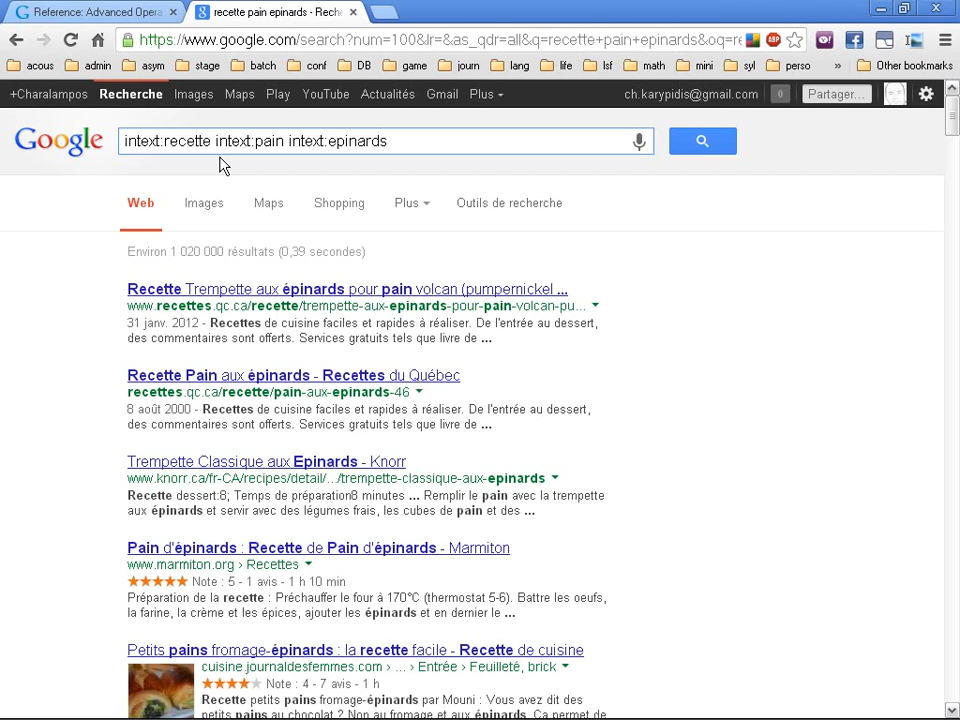 Reference: Advanced Opera
recette pain epinards - Rech
https://www.google.com/search?num=100&lr=&as_qdr=all&q=recette+pain+epinards&oq=re
acous admin asym stage batch conf DB game journ lang life lsf math mini syl perso » Other bookmarks
+Charalampos Recherche Images Maps Play YouTube Actualités Gmail Plus ch.karypidis@gmail.com 0 Partager...
Google intext:recette intext:pain intext:epinards
Web Images Maps Shopping Plus Outils de recherche
Environ 1 020 000 résultats (0,39 secondes)
Recette Trempette aux épinards pour pain volcan (pumpernickel ...
www.recettes.qc.ca/recette/trempette-aux-epinards-pour-pain-volcan-pu...
31 janv. 2012 - Recettes de cuisine faciles et rapides à réaliser. De l'entrée au dessert,
des commentaires sont offerts. Services gratuits tels que livre de ...
Recette Pain aux épinards - Recettes du Québec
recettes.qc.ca/recette/pain-aux-epinards-46
8 août 2000 - Recettes de cuisine faciles et rapides à réaliser. De l'entrée au dessert,
des commentaires sont offerts. Services gratuits tels que livre de ...
Trempette Classique aux Epinards - Knorr
www.knorr.ca/fr-CA/recipes/detail/.../trempette-classique-aux-epinards
Recette dessert:8; Temps de préparation8 minutes ... Remplir le pain avec la trempette
aux épinards et servir avec des légumes frais, les cubes de pain et des ...
Pain d'épinards : Recette de Pain d'épinards - Marmiton
www.marmiton.org › Recettes
Note : 5 - 1 avis - 1 h 10 min
Préparation de la recette : Préchauffer le four à 170°C (thermostat 5-6). Battre les oeufs,
la farine, la crème et les épices, ajouter les épinards et en dernier le ...
Petits pains fromage-épinards : la recette facile - Recette de cuisine
cuisine.journaldesfemmes.com › ... › Entrée › Feuilleté, brick
Note : 4 - 7 avis - 1 h
Recette petits pains fromage-épinards par Mouni : Vous avez dit des
petits pains au chocolat ? Non au fromage et aux épinards. Ça permet de